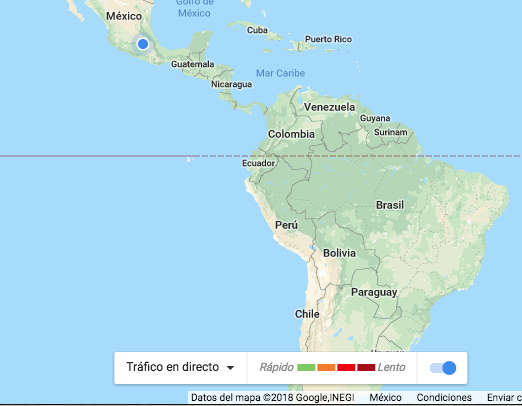 Golfo de
México
México
Cuba
Puerto Rico
Guatemala
Mar Caribe
Nicaragua
Venezuela
Guyana
Surinam
Colombia
Ecuador
Brasil
Perú
Bolivia
Paraguay
Chile
Tráfico en directo
Rápido
Lento
Datos del mapa ©2018 Google,INEGI México Condiciones Enviar c